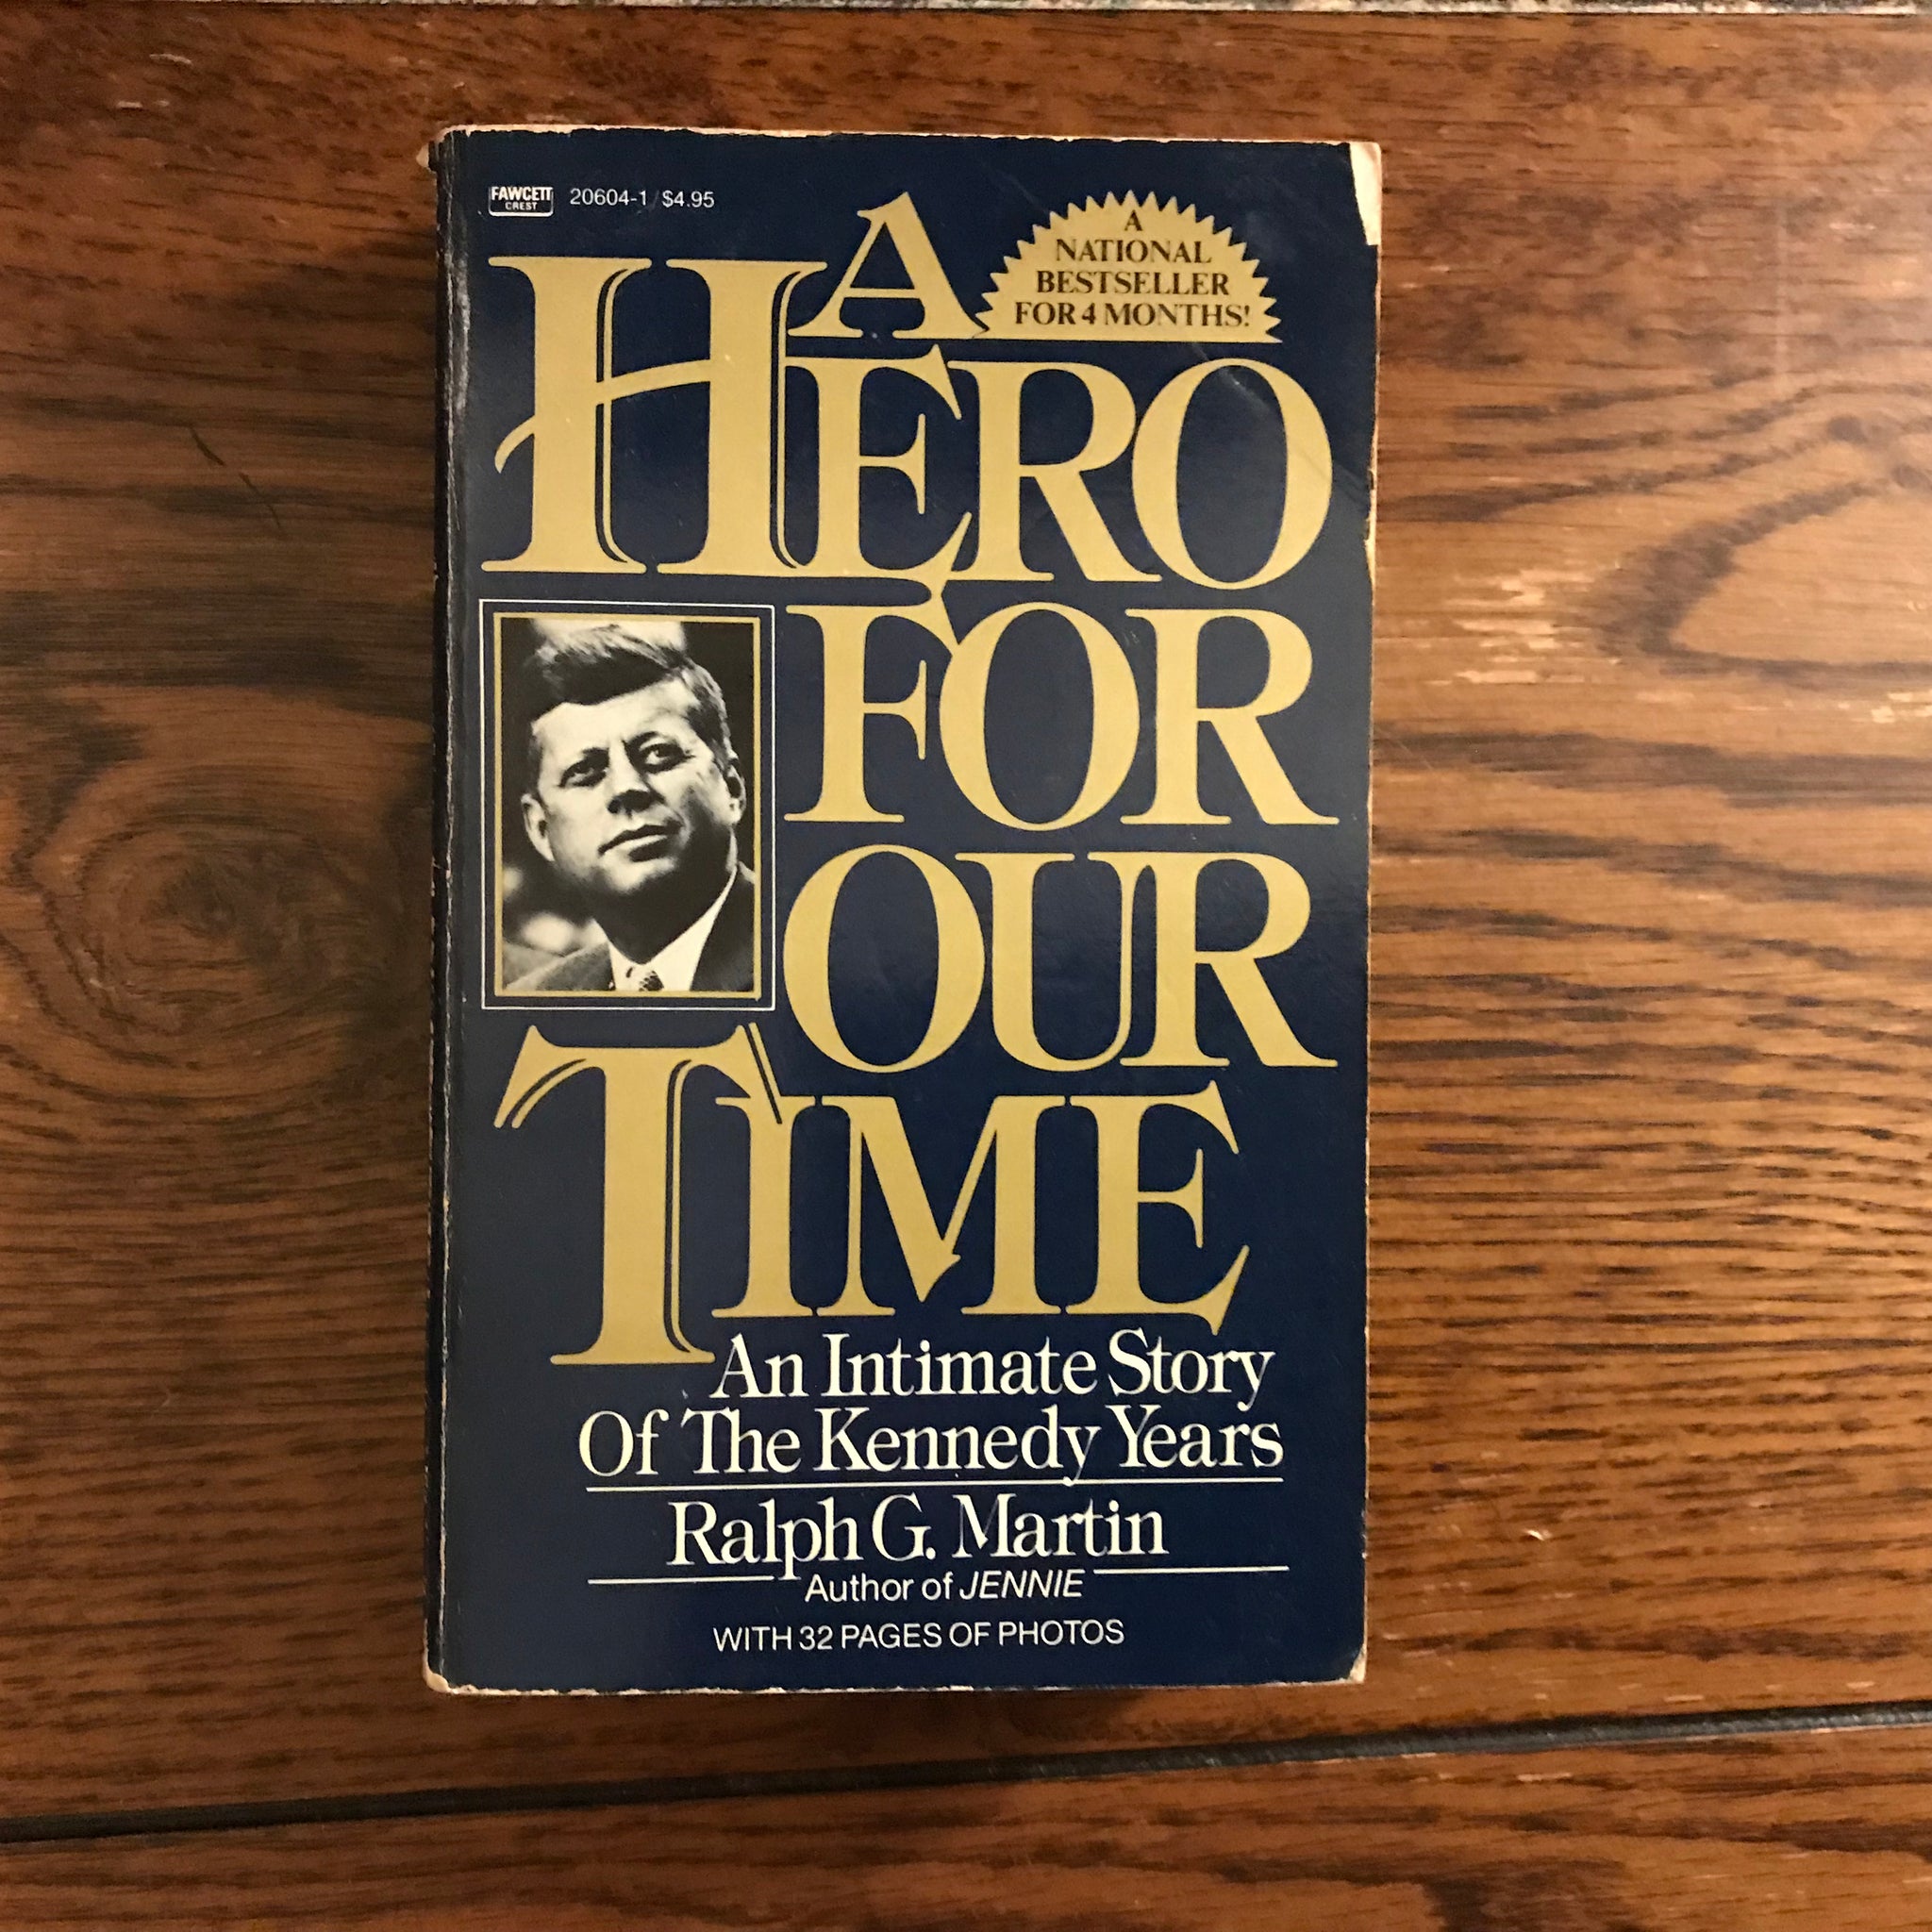 FAWCETT
CREST
20604-1 / $4.95
A
NATIONAL
BESTSELLER
FOR 4 MONTHS!
A
HERO
FOR
OUR
TIME
An Intimate Story
Of The Kennedy Years
Ralph G. Martin
Author of JENNIE
WITH 32 PAGES OF PHOTOS